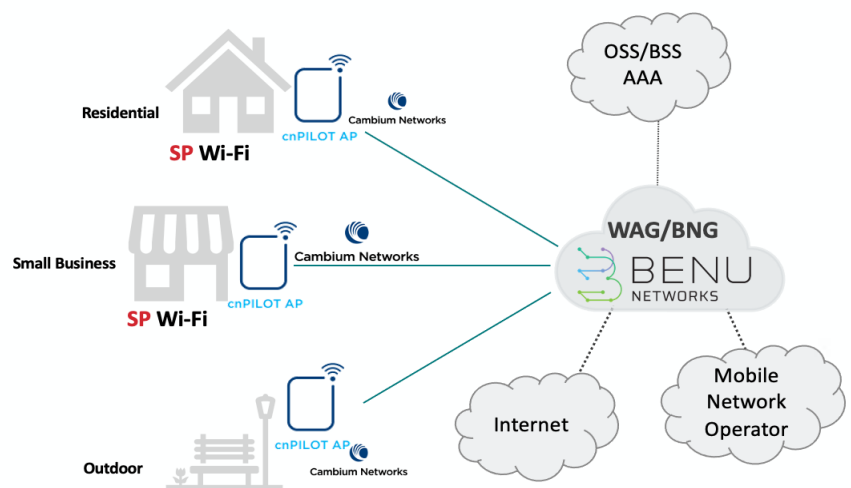 OSS/BSS
AAA
Residential
Cambium Networks
cnPILOT AP
SP Wi-Fi
WAG/BNG
BENU
NETWORKS
Small Business
Cambium Networks
cnPILOT AP
SP Wi-Fi
Internet
Mobile
Network
Operator
cnPILOT AP
Outdoor
Cambium Networks